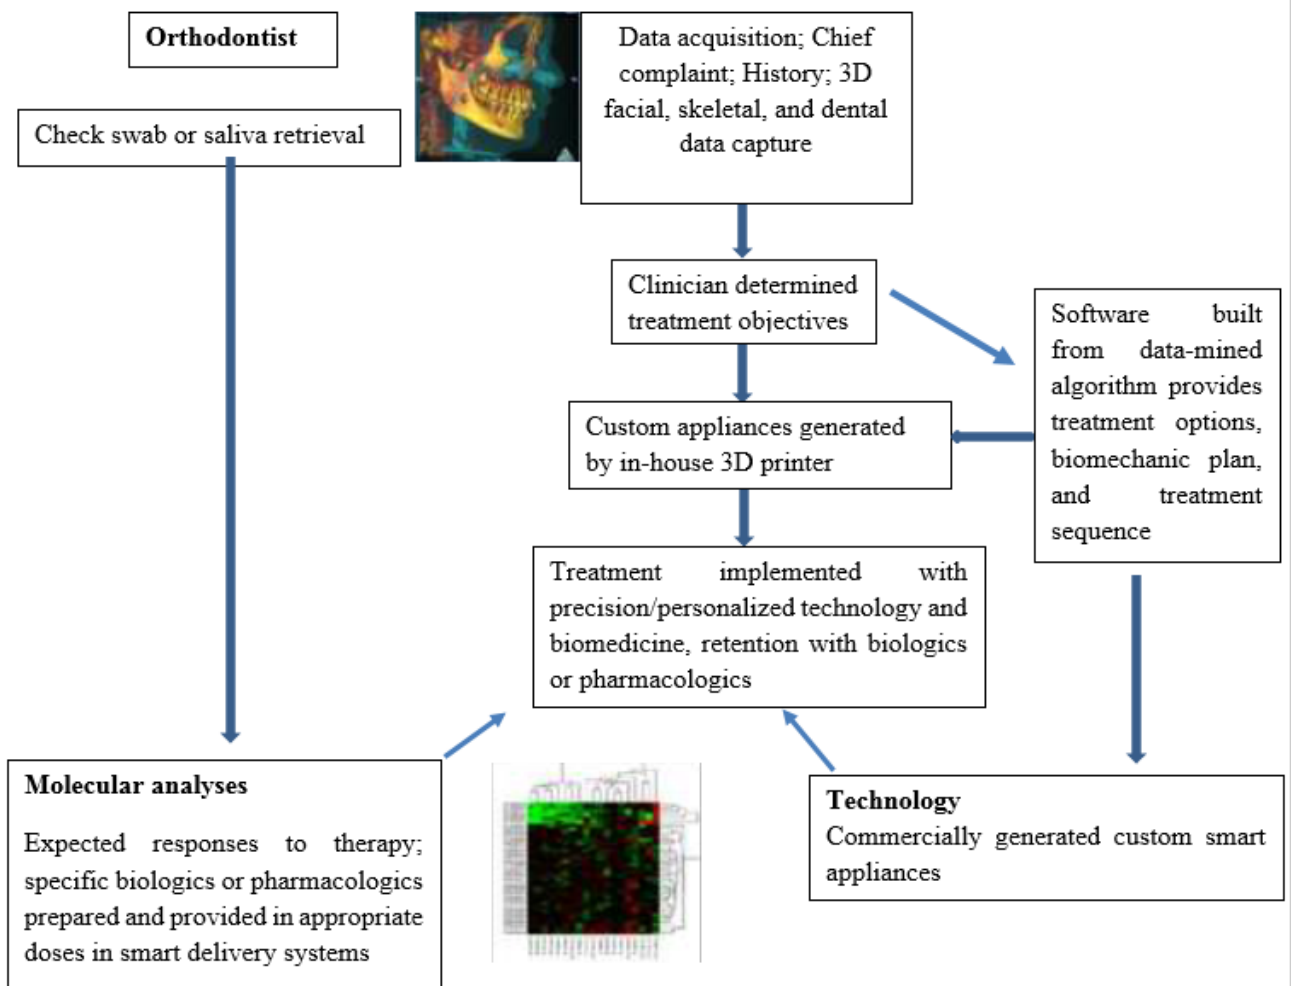 Orthodontist
Check swab or saliva retrieval
Data acquisition; Chief
complaint; History; 3D
facial, skeletal, and dental
data capture
Clinician determined
treatment objectives
Software built
from data-mined
algorithm provides
treatment options,
biomechanic plan,
and treatment
sequence
Custom appliances generated
by in-house 3D printer
Treatment implemented with
precision/personalized technology and
biomedicine, retention with biologics
or pharmacologics
Molecular analyses
Expected responses to therapy;
specific biologics or pharmacologics
prepared and provided in appropriate
doses in smart delivery systems
Technology
Commercially generated custom smart
appliances